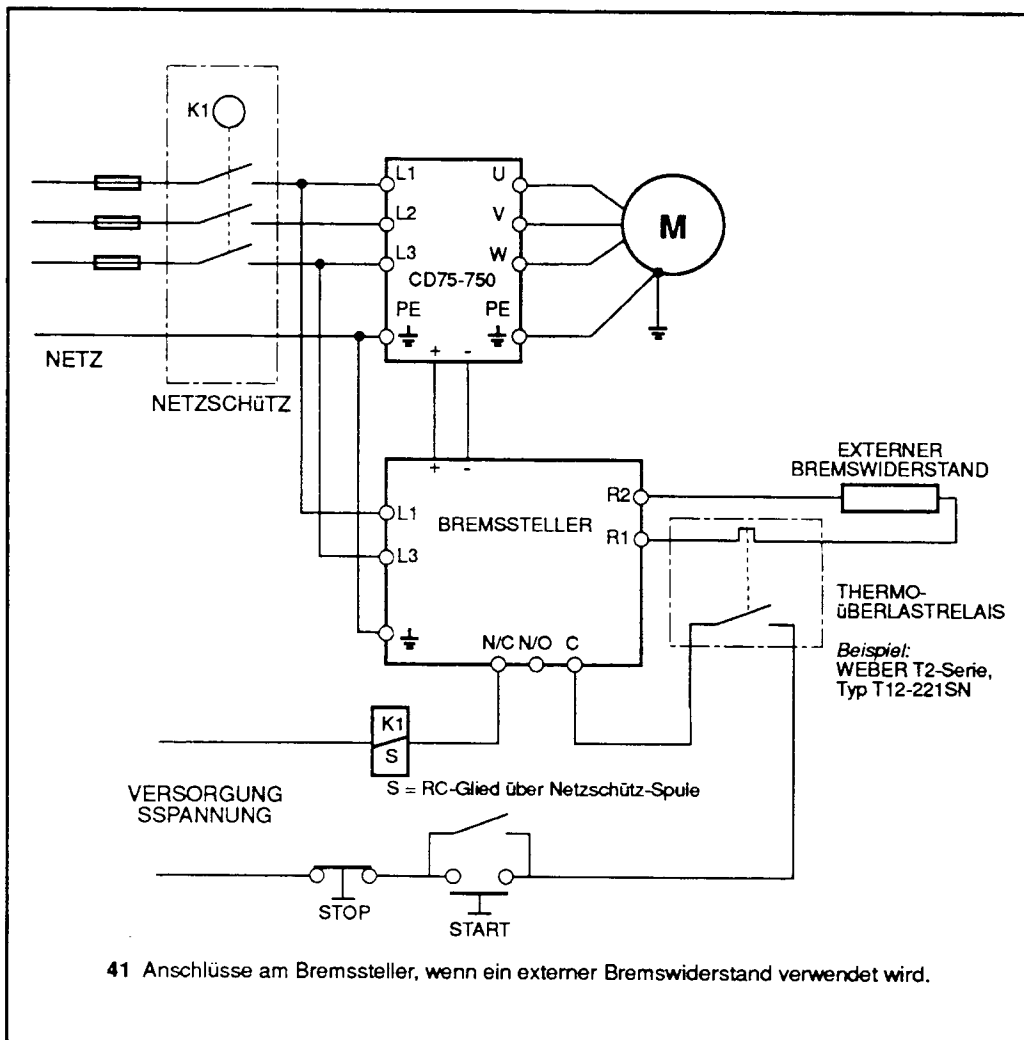 K1
L1
U
L2
V
M
L3
W
CD75-750
PE
PE
+
-
NETZ
NETZSCHüTZ
+
-
EXTERNER
BREMSWIDERSTAND
R2
L1
BREMSSTELLER
R1
L3
THERMO-
üBERLASTRELAIS
Beispiel:
WEBER T2-Serie,
Typ T12-221SN
N/C N/O C
K1
S
S = RC-Glied über Netzschütz-Spule
VERSORGUNG
SSPANNUNG
STOP
START
41 Anschlüsse am Bremssteller, wenn ein externer Bremswiderstand verwendet wird.